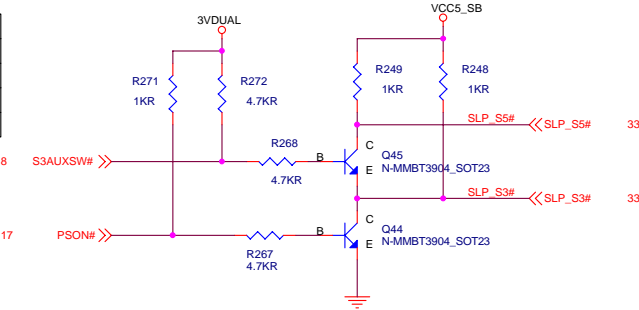 VCC5_SB
3VDUAL
R271
1KR
R272
4.7KR
R249
1KR
R248
1KR
SLP_S5#
SLP_S5#
33
8
S3AUXSW#
R268
4.7KR
B
C
E
Q45
N-MMBT3904_SOT23
SLP_S3#
SLP_S3#
33
17
PSON#
R267
4.7KR
B
C
E
Q44
N-MMBT3904_SOT23